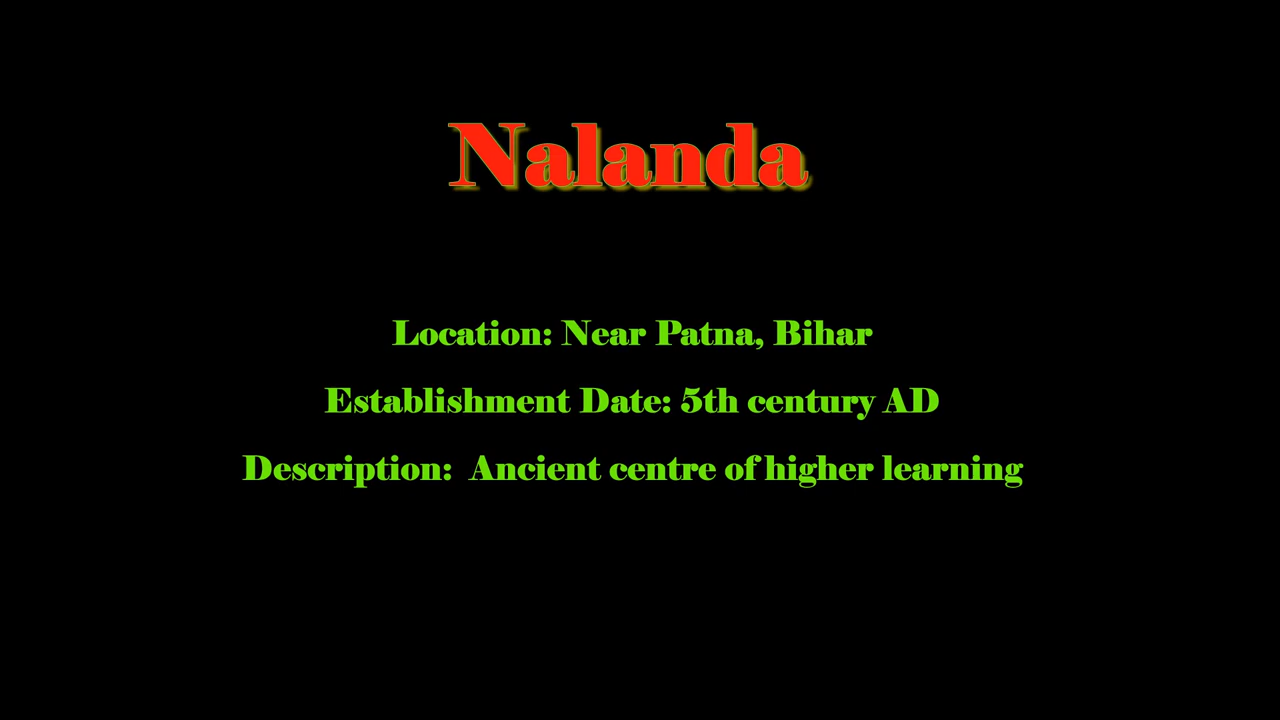 Nalanda
Location: Near Patna, Bihar
Establishment Date: 5th century AD
Description:  Ancient centre of higher learning